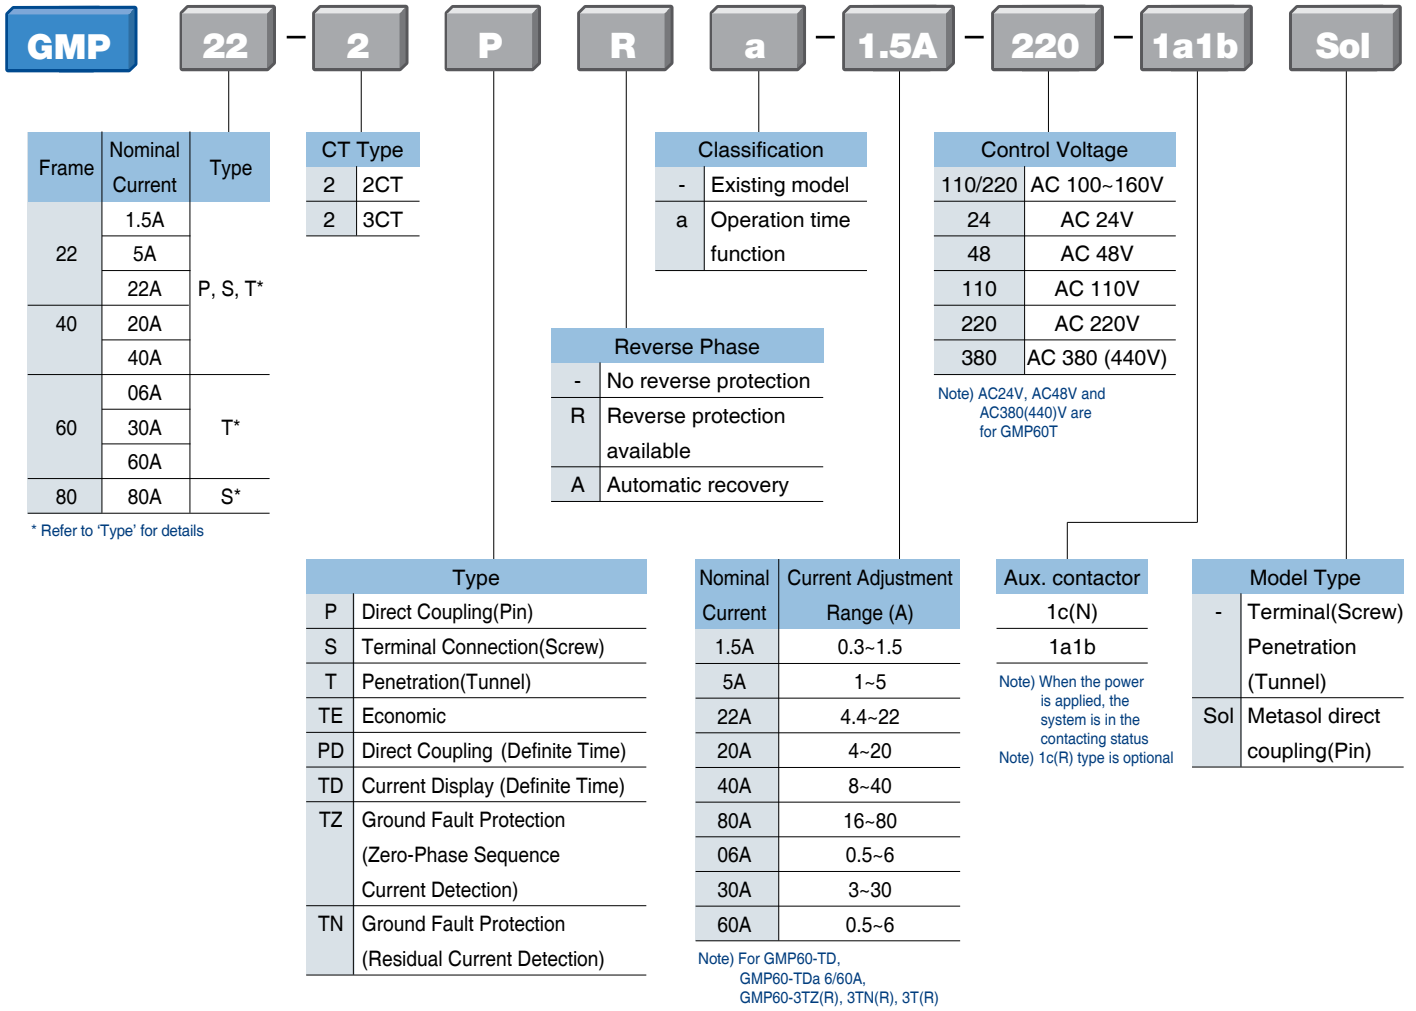 GMP 22 - 2 P R a - 1.5A - 220 - 1a1b Sol
Frame Nominal Current Type
22 1.5A P, S, T*
5A
22A
40 20A
40A
60 06A T*
30A
60A
80 80A S*
* Refer to ‘Type’ for details
CT Type
2 2CT
2 3CT
Classification
- Existing model
a Operation time
function
Control Voltage
110/220 AC 100~160V
24 AC 24V
48 AC 48V
110 AC 110V
220 AC 220V
380 AC 380 (440V)
Note) AC24V, AC48V and
AC380(440)V are
for GMP60T
Reverse Phase
- No reverse protection
R Reverse protection
available
A Automatic recovery
Type
P Direct Coupling(Pin)
S Terminal Connection(Screw)
T Penetration(Tunnel)
TE Economic
PD Direct Coupling (Definite Time)
TD Current Display (Definite Time)
TZ Ground Fault Protection
(Zero-Phase Sequence
Current Detection)
TN Ground Fault Protection
(Residual Current Detection)
Nominal Current Adjustment
Current Range (A)
1.5A 0.3~1.5
5A 1~5
22A 4.4~22
20A 4~20
40A 8~40
80A 16~80
06A 0.5~6
30A 3~30
60A 0.5~6
Note) For GMP60-TD,
GMP60-TDa 6/60A,
GMP60-3TZ(R), 3TN(R), 3T(R)
Aux. contactor
1c(N)
1a1b
Note) When the power
is applied, the
system is in the
contacting status
Note) 1c(R) type is optional
Model Type
- Terminal(Screw)
Penetration
(Tunnel)
Sol Metasol direct
coupling(Pin)